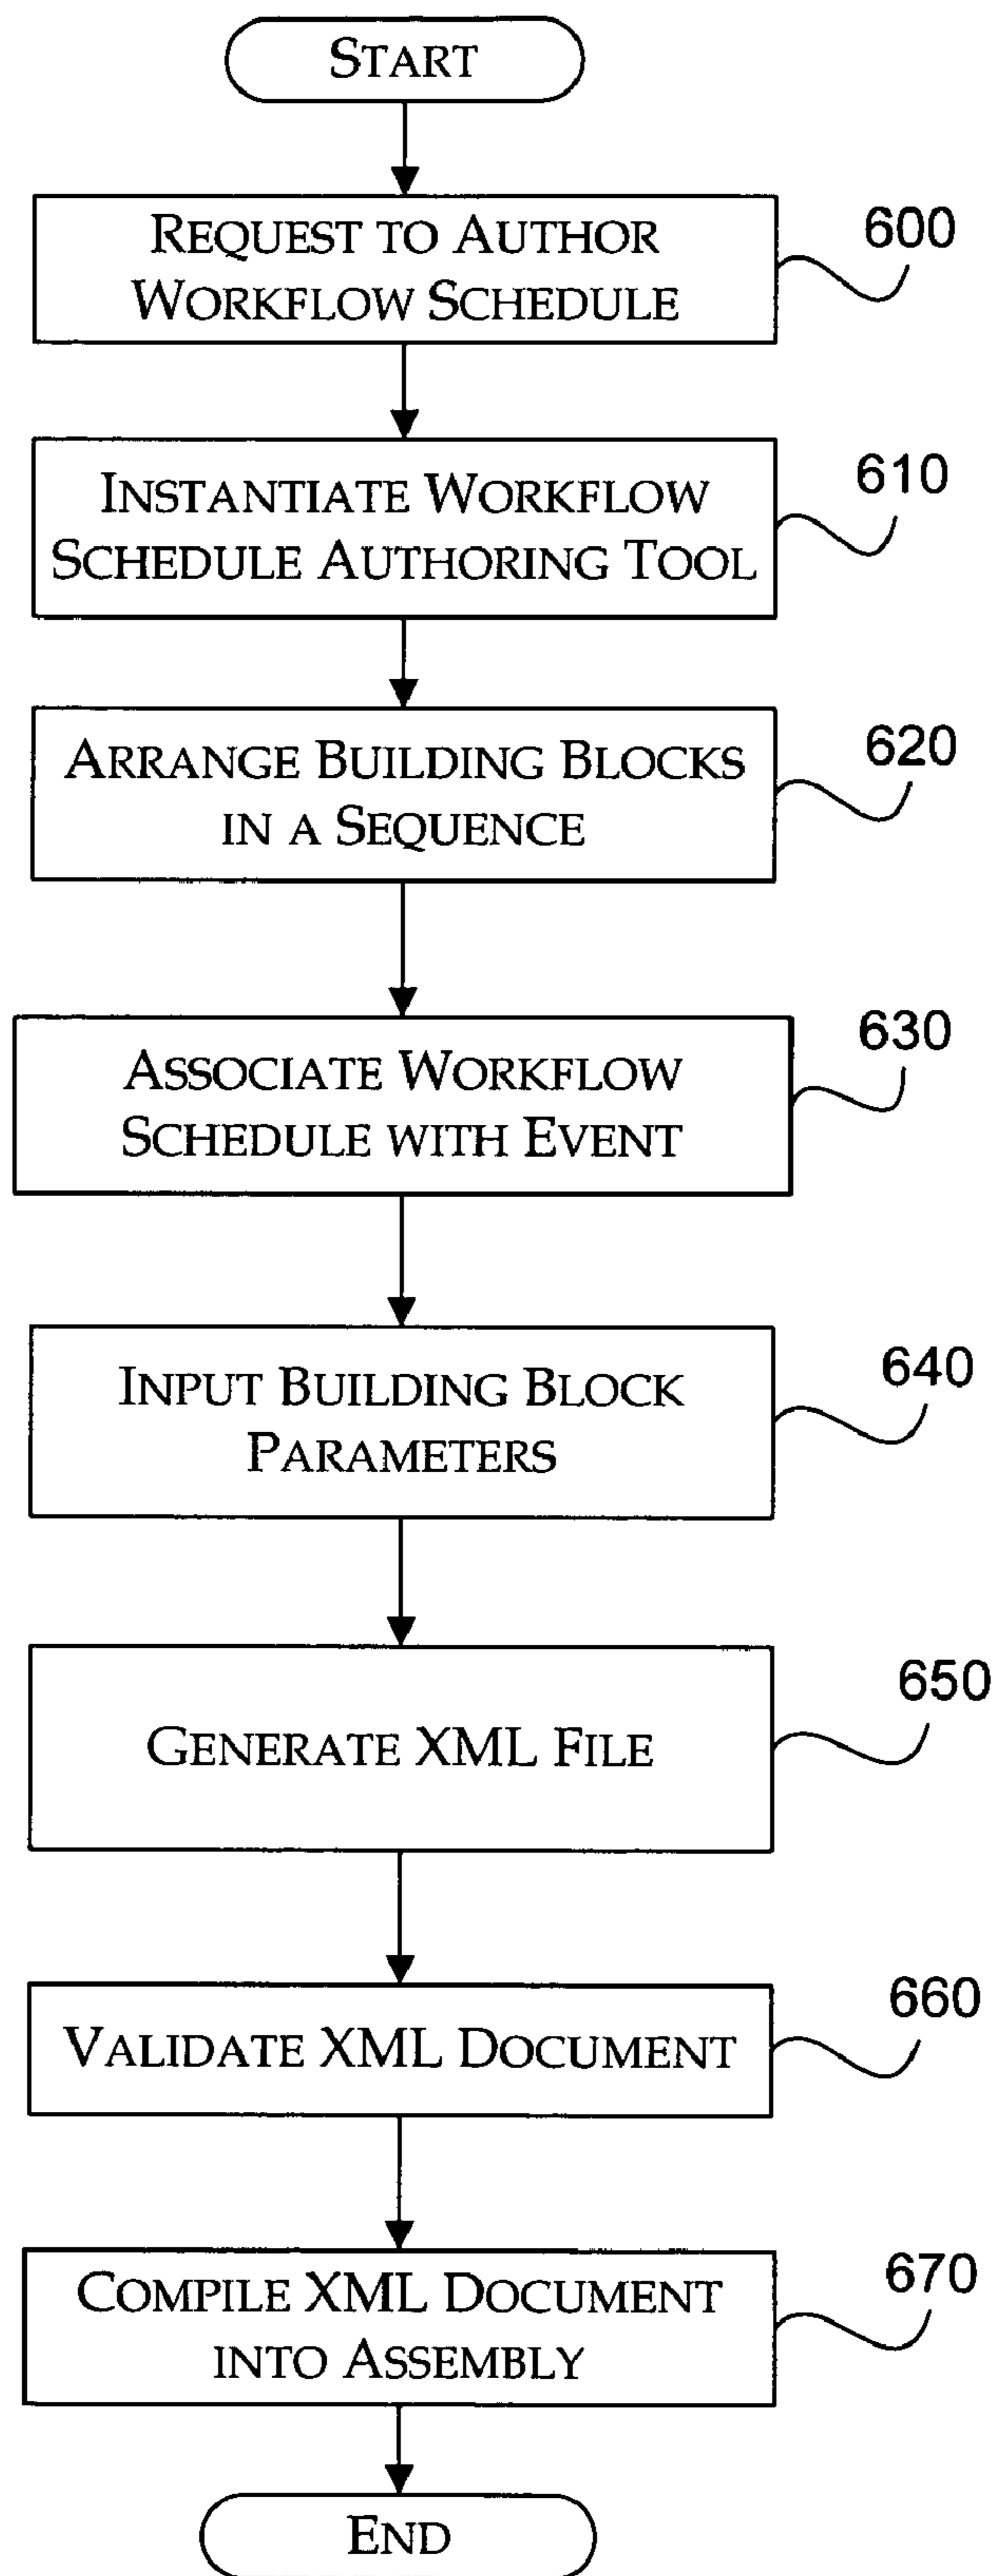 START
REQUEST TO AUTHOR
WORKFLOW SCHEDULE
600
INSTANTIATE WORKFLOW
SCHEDULE AUTHORING TOOL
610
ARRANGE BUILDING BLOCKS
IN A SEQUENCE
620
ASSOCIATE WORKFLOW
SCHEDULE WITH EVENT
630
INPUT BUILDING BLOCK
PARAMETERS
640
GENERATE XML FILE
650
VALIDATE XML DOCUMENT
660
COMPILE XML DOCUMENT
INTO ASSEMBLY
670
END